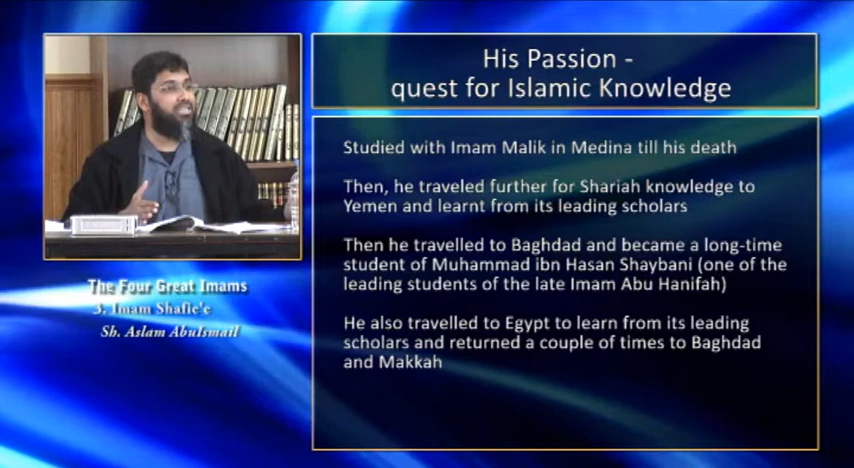 His Passion -
quest for Islamic Knowledge
Studied with Imam Malik in Medina till his death
Then, he traveled further for Shariah knowledge to
Yemen and learnt from its leading scholars
Then he travelled to Baghdad and became a long-time
student of Muhammad ibn Hasan Shaybani (one of the
leading students of the late Imam Abu Hanifah)
He also travelled to Egypt to learn from its leading
scholars and returned a couple of times to Baghdad
and Makkah
The Four Great Imams
3. Imam Shafie'e
Sh. Aslam AbuIsmail